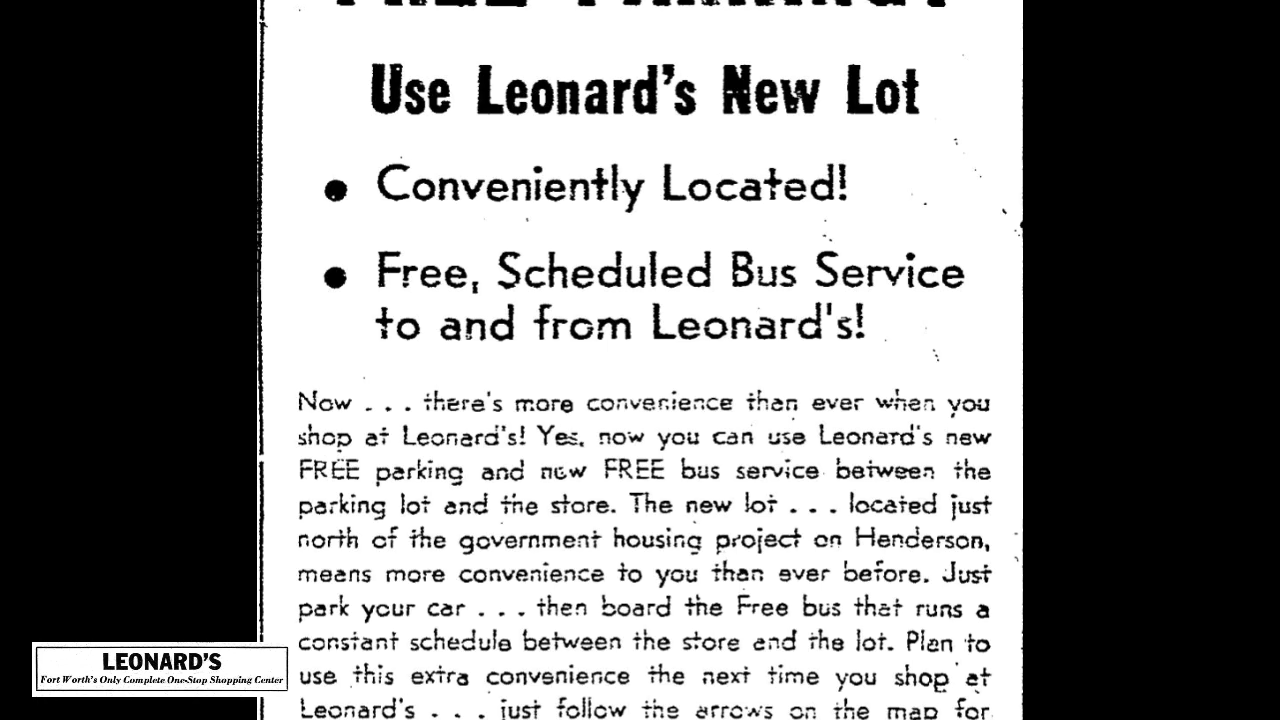 FREE PARKING!
Use Leonard's New Lot
• Conveniently Located!
• Free, Scheduled Bus Service
to and from Leonard's!
Now . . . there's more convenience than ever when you
shop at Leonard's! Yes, now you can use Leonard's new
FREE parking and new FREE bus service between the
parking lot and the store. The new lot . . . located just
north of the government housing project on Henderson,
means more convenience to you than ever before. Just
park your car . . . then board the Free bus that runs a
constant schedule between the store and the lot. Plan to
use this extra convenience the next time you shop at
Leonard's . . . just follow the arrows on the map for
LEONARD'S
Fort Worth's Only Complete One-Stop Shopping Center